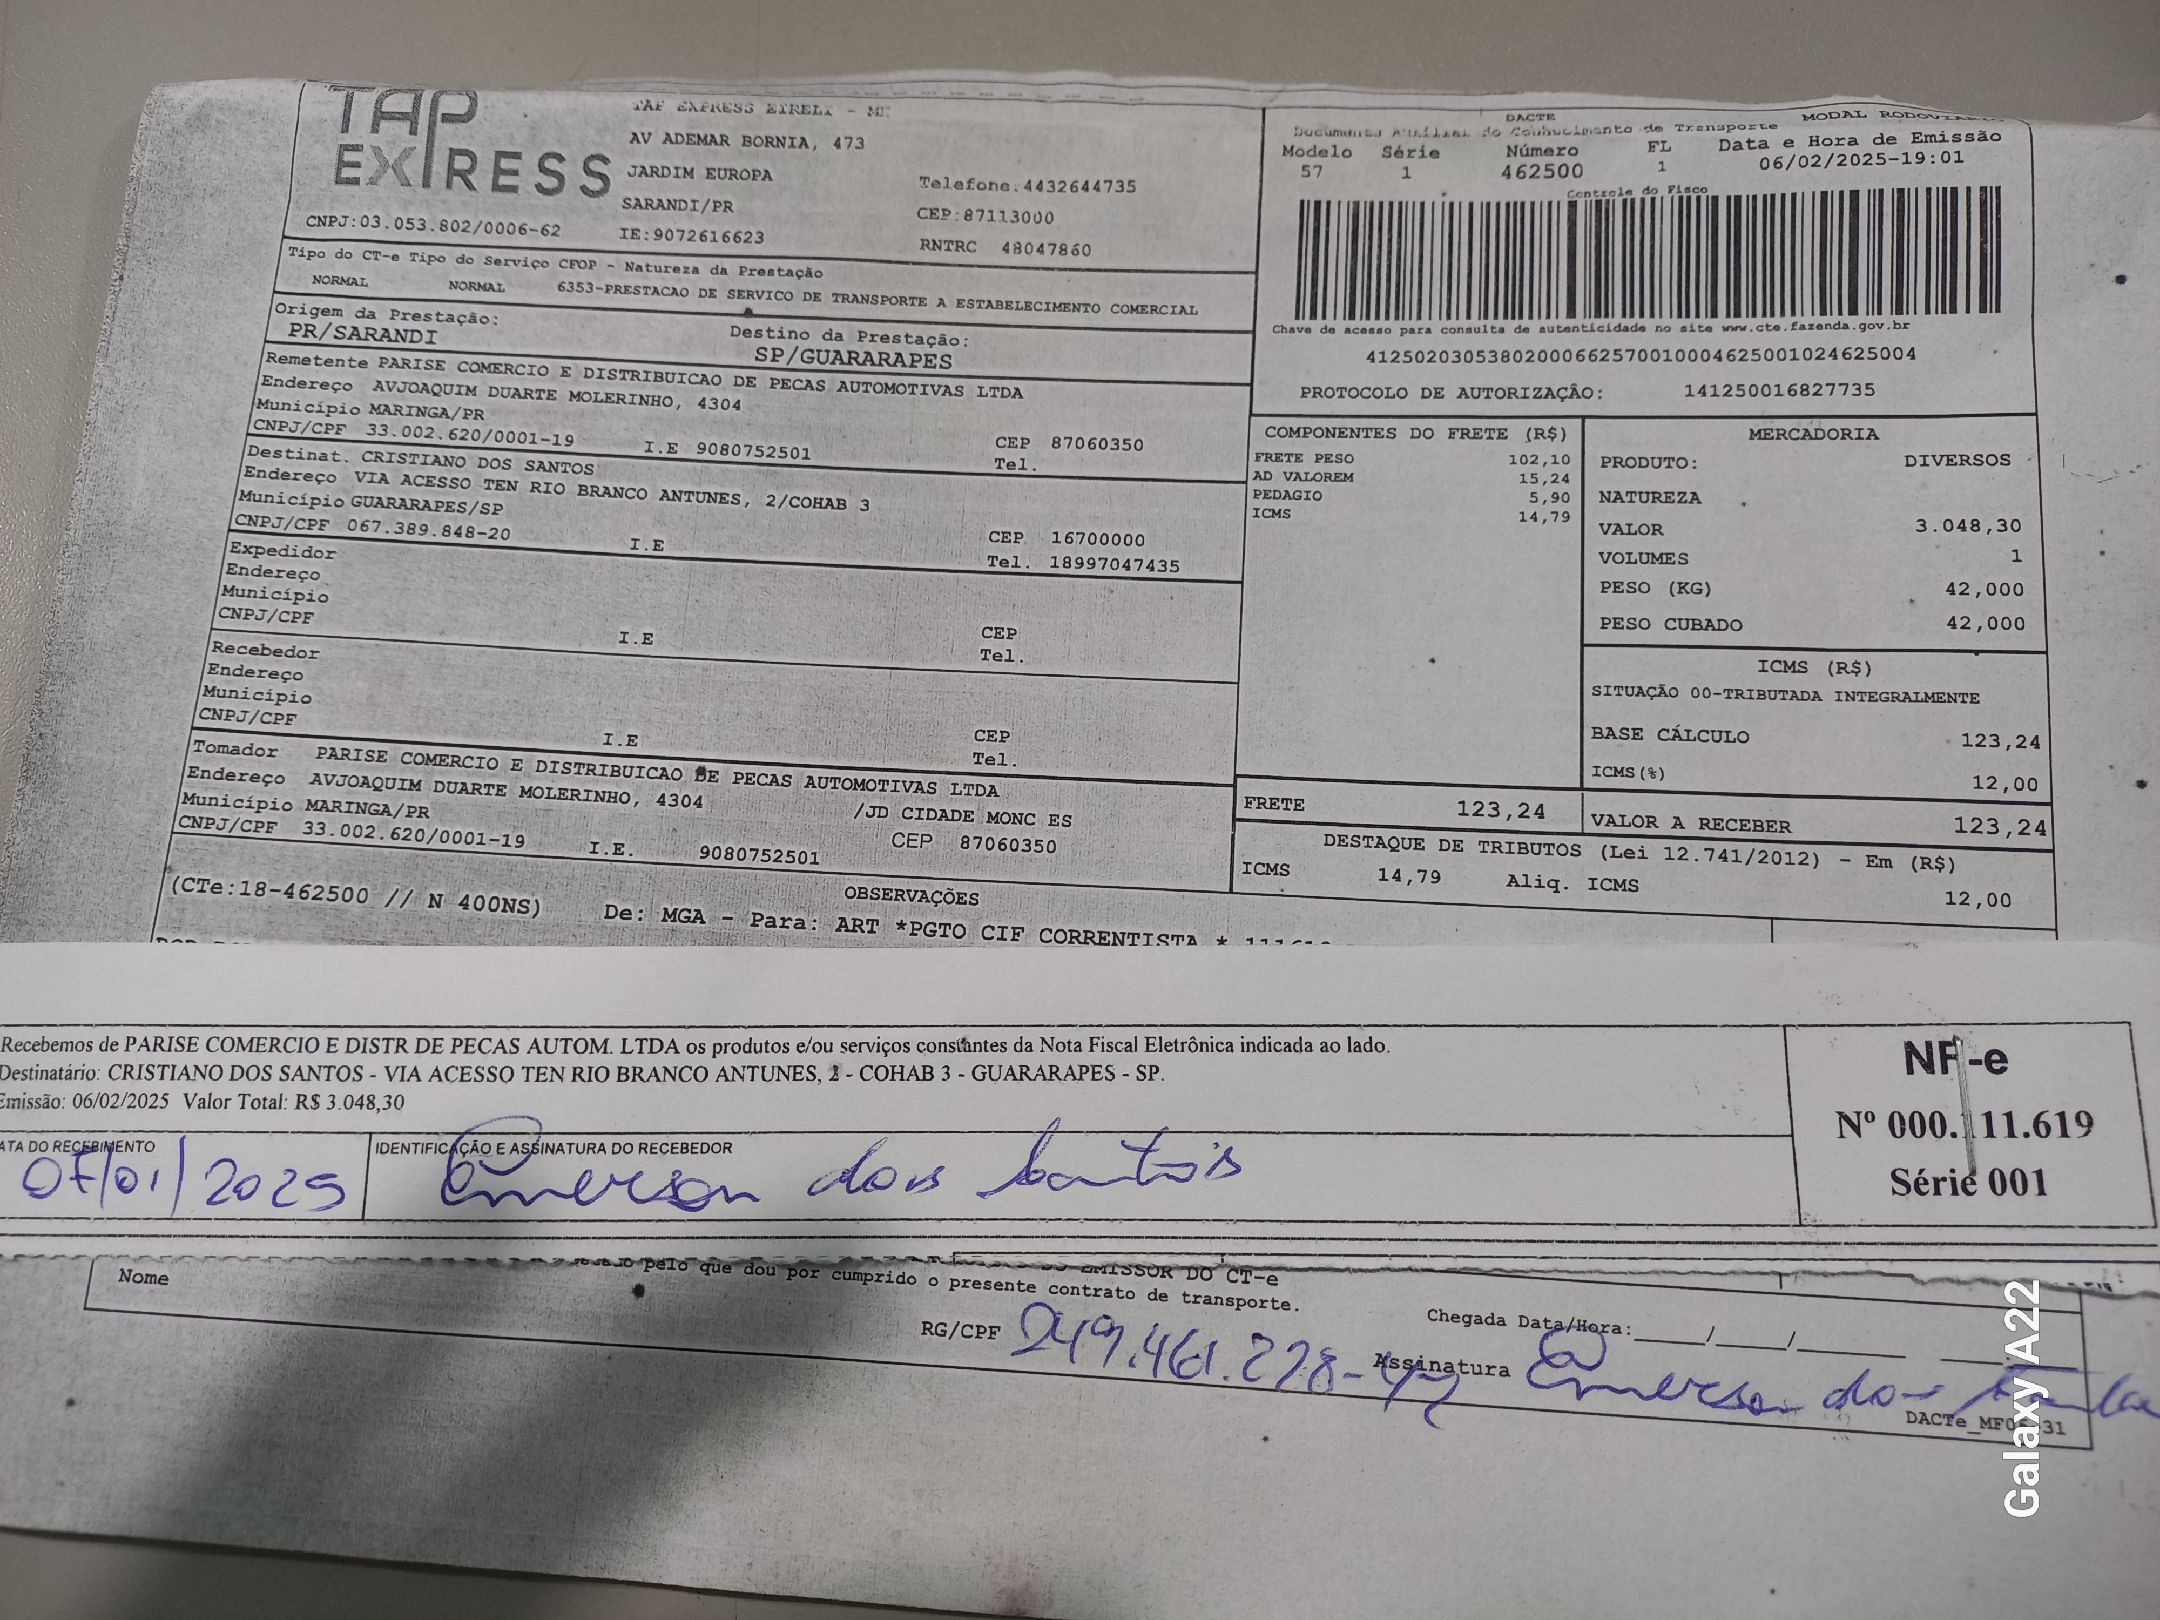 TAP EXPRESS
TAP EXPRESS EIRELI - ME
AV ADEMAR BORNIA, 473
JARDIM EUROPA
SARANDI/PR
Telefone.4432644735
CEP:87113000
CNPJ:03.053.802/0006-62
IE:9072616623
RNTRC 48047860
DACTE
MODAL
Documento Auxiliar do Conhecimento de Transporte
Modelo Série Número FL Data e Hora de Emissão
57 1 462500 1 06/02/2025-19:01
Controle do Fisco
Chave de acesso para consulta de autenticidade no site www.cte.fazenda.gov.br
41250203053802000662570010004625001024625004
PROTOCOLO DE AUTORIZAÇÃO: 141250016827735
Tipo do CT-e Tipo do Serviço CFOP - Natureza da Prestação
NORMAL NORMAL 6353-PRESTACAO DE SERVICO DE TRANSPORTE A ESTABELECIMENTO COMERCIAL
Origem da Prestação: Destino da Prestação:
PR/SARANDI SP/GUARARAPES
Remetente PARISE COMERCIO E DISTRIBUICAO DE PECAS AUTOMOTIVAS LTDA
Endereço AVJOAQUIM DUARTE MOLERINHO, 4304
Município MARINGA/PR CEP 87060350
CNPJ/CPF 33.002.620/0001-19 I.E 9080752501 Tel.
Destinat. CRISTIANO DOS SANTOS
Endereço VIA ACESSO TEN RIO BRANCO ANTUNES, 2/COHAB 3
Município GUARARAPES/SP CEP 16700000
CNPJ/CPF 067.389.848-20 I.E Tel. 18997047435
Expedidor
Endereço
Município CEP
CNPJ/CPF I.E Tel.
Recebedor
Endereço
Município CEP
CNPJ/CPF I.E Tel.
Tomador PARISE COMERCIO E DISTRIBUICAO DE PECAS AUTOMOTIVAS LTDA
Endereço AVJOAQUIM DUARTE MOLERINHO, 4304 /JD CIDADE MONC ES
Município MARINGA/PR CEP 87060350
CNPJ/CPF 33.002.620/0001-19 I.E. 9080752501
COMPONENTES DO FRETE (R$)
FRETE PESO 102,10
AD VALOREM 15,24
PEDAGIO 5,90
ICMS 14,79
MERCADORIA
PRODUTO: DIVERSOS
NATUREZA
VALOR 3.048,30
VOLUMES 1
PESO (KG) 42,000
PESO CUBADO 42,000
ICMS (R$)
SITUAÇÃO 00-TRIBUTADA INTEGRALMENTE
BASE CÁLCULO 123,24
ICMS(%) 12,00
FRETE 123,24 VALOR A RECEBER 123,24
DESTAQUE DE TRIBUTOS (Lei 12.741/2012) - Em (R$)
ICMS 14,79 Aliq. ICMS 12,00
OBSERVAÇÕES
(CTe:18-462500 // N 400NS) De: MGA - Para: ART *PGTO CIF CORRENTISTA *
Recebemos de PARISE COMERCIO E DISTR DE PECAS AUTOM. LTDA os produtos e/ou serviços constantes da Nota Fiscal Eletrônica indicada ao lado.
Destinatário: CRISTIANO DOS SANTOS - VIA ACESSO TEN RIO BRANCO ANTUNES, 2 - COHAB 3 - GUARARAPES - SP.
Emissão: 06/02/2025 Valor Total: R$ 3.048,30
NF-e
Nº 000.111.619
Série 001
ATA DO RECEBIMENTO IDENTIFICAÇÃO E ASSINATURA DO RECEBEDOR
07/01/2025 Emerson dos Santos
EMISSOR DO CT-e
pelo que dou por cumprido o presente contrato de transporte.
Nome
Chegada Data/Hora:_____/_____/_____
RG/CPF 249.461.228-42 Assinatura Emerson dos
DACTe
Galaxy A22